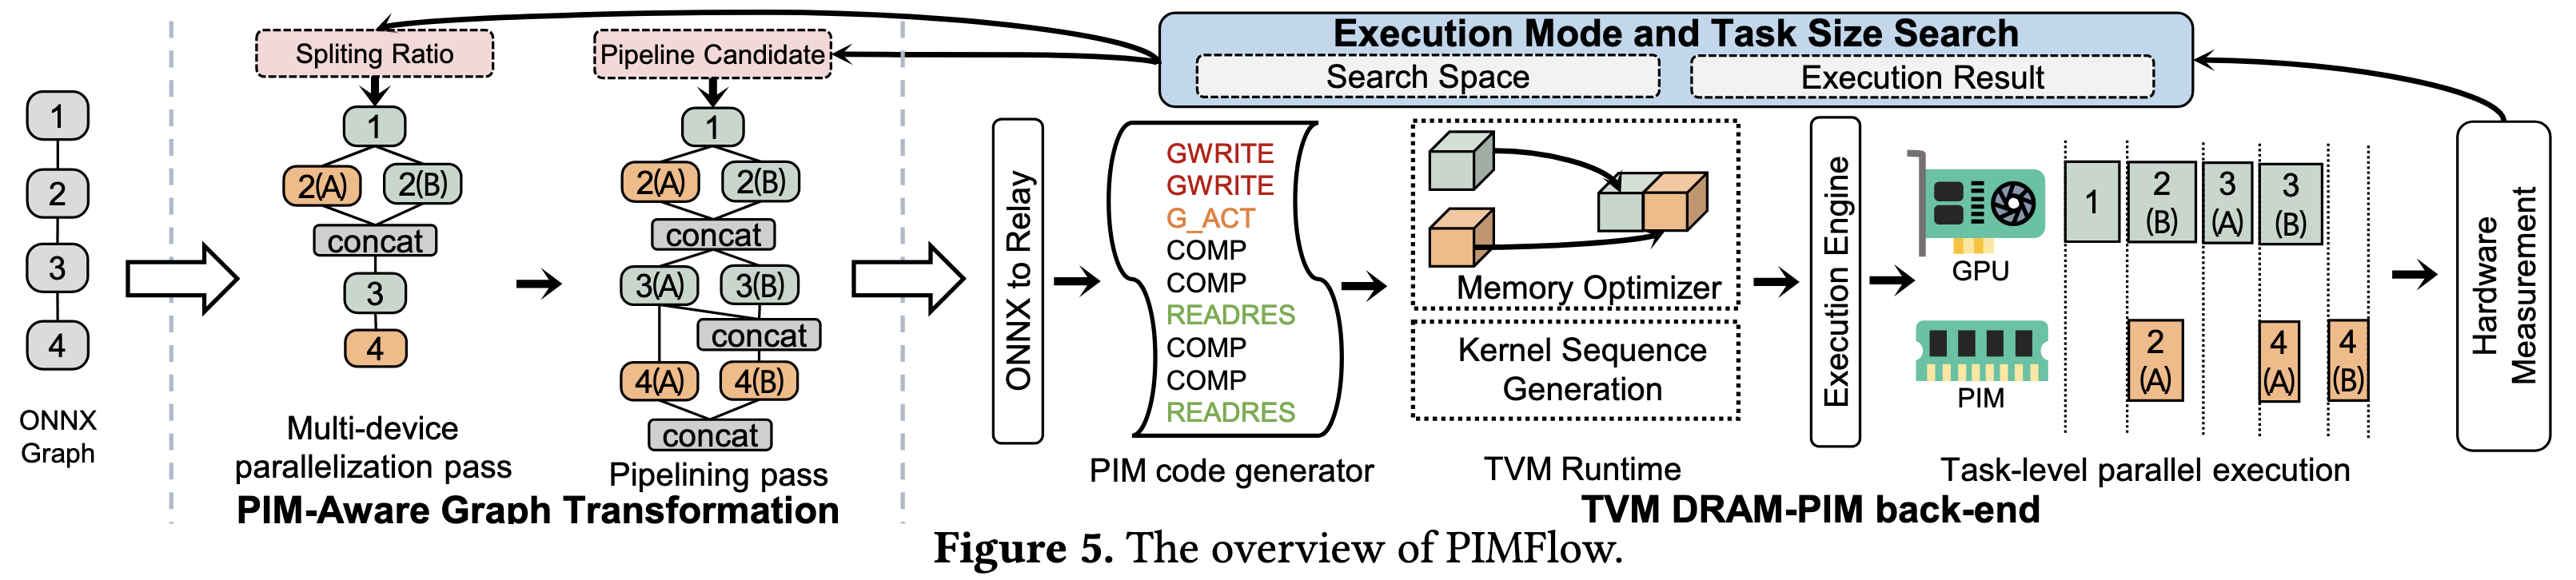 1
2
3
4
ONNX
Graph
Spliting Ratio
1
2(A)
2(B)
concat
3
4
Multi-device
parallelization pass
Pipeline Candidate
1
2(A)
2(B)
concat
3(A)
3(B)
concat
4(A)
4(B)
concat
Pipelining pass
PIM-Aware Graph Transformation
Execution Mode and Task Size Search
Search Space
Execution Result
ONNX to Relay
GWRITE
GWRITE
G_ACT
COMP
COMP
READRES
COMP
COMP
READRES
PIM code generator
Memory Optimizer
Kernel Sequence
Generation
TVM Runtime
Execution Engine
GPU
PIM
1
2
(B)
3
(A)
3
(B)
2
(A)
4
(A)
4
(B)
Task-level parallel execution
Hardware
Measurement
TVM DRAM-PIM back-end
Figure 5. The overview of PIMFlow.